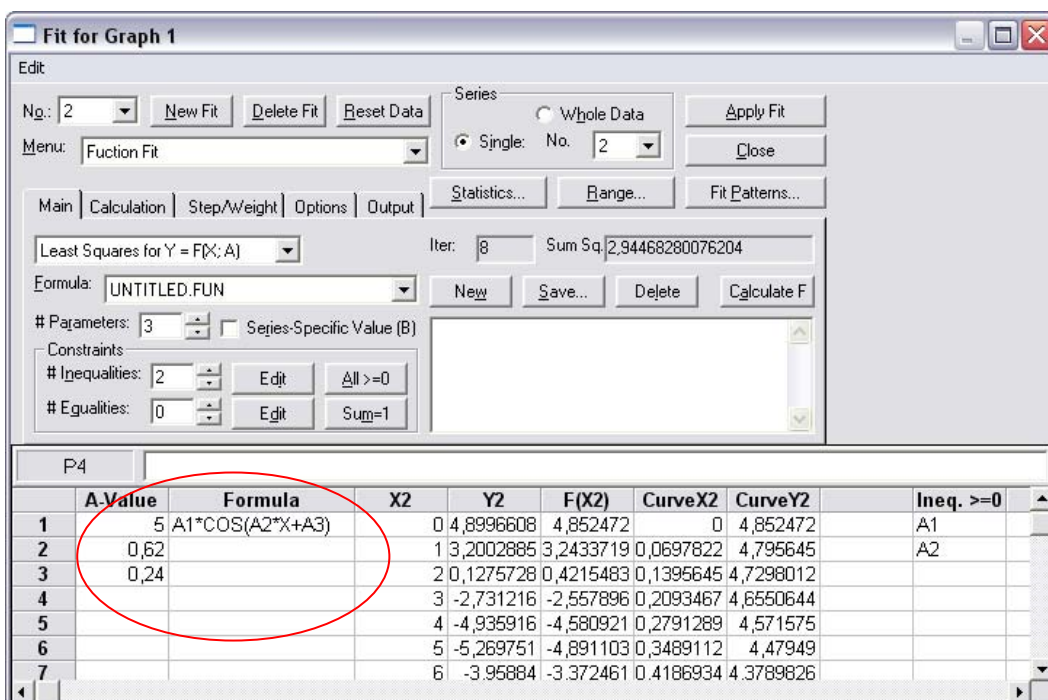 Fit for Graph 1
Edit
No.: 2 New Fit Delete Fit Reset Data
Menu: Fuction Fit
Series
Whole Data
Single: No. 2
Apply Fit
Close
Statistics... Range... Fit Patterns...
Main Calculation Step/Weight Options Output
Least Squares for Y = F(X; A)
Iter: 8 Sum Sq. 2,94468280076204
Formula: UNTITLED.FUN
New Save... Delete Calculate F
# Parameters: 3 Series-Specific Value (B)
Constraints
# Inequalities: 2 Edit All >=0
# Equalities: 0 Edit Sum=1
P4
A-Value Formula X2 Y2 F(X2) CurveX2 CurveY2 Ineq. >=0
1 5 A1*COS(A2*X+A3) 0 4,8996608 4,852472 0 4,852472 A1
2 0,62 1 3,2002885 3,2433719 0,0697822 4,795645 A2
3 0,24 2 0,1275728 0,4215483 0,1395645 4,7298012
4 3 -2,731216 -2,557896 0,2093467 4,6550644
5 4 -4,935916 -4,580921 0,2791289 4,571575
6 5 -5,269751 -4,891103 0,3489112 4,47949
7 6 -3,95884 -3,372461 0,4186934 4,3789826